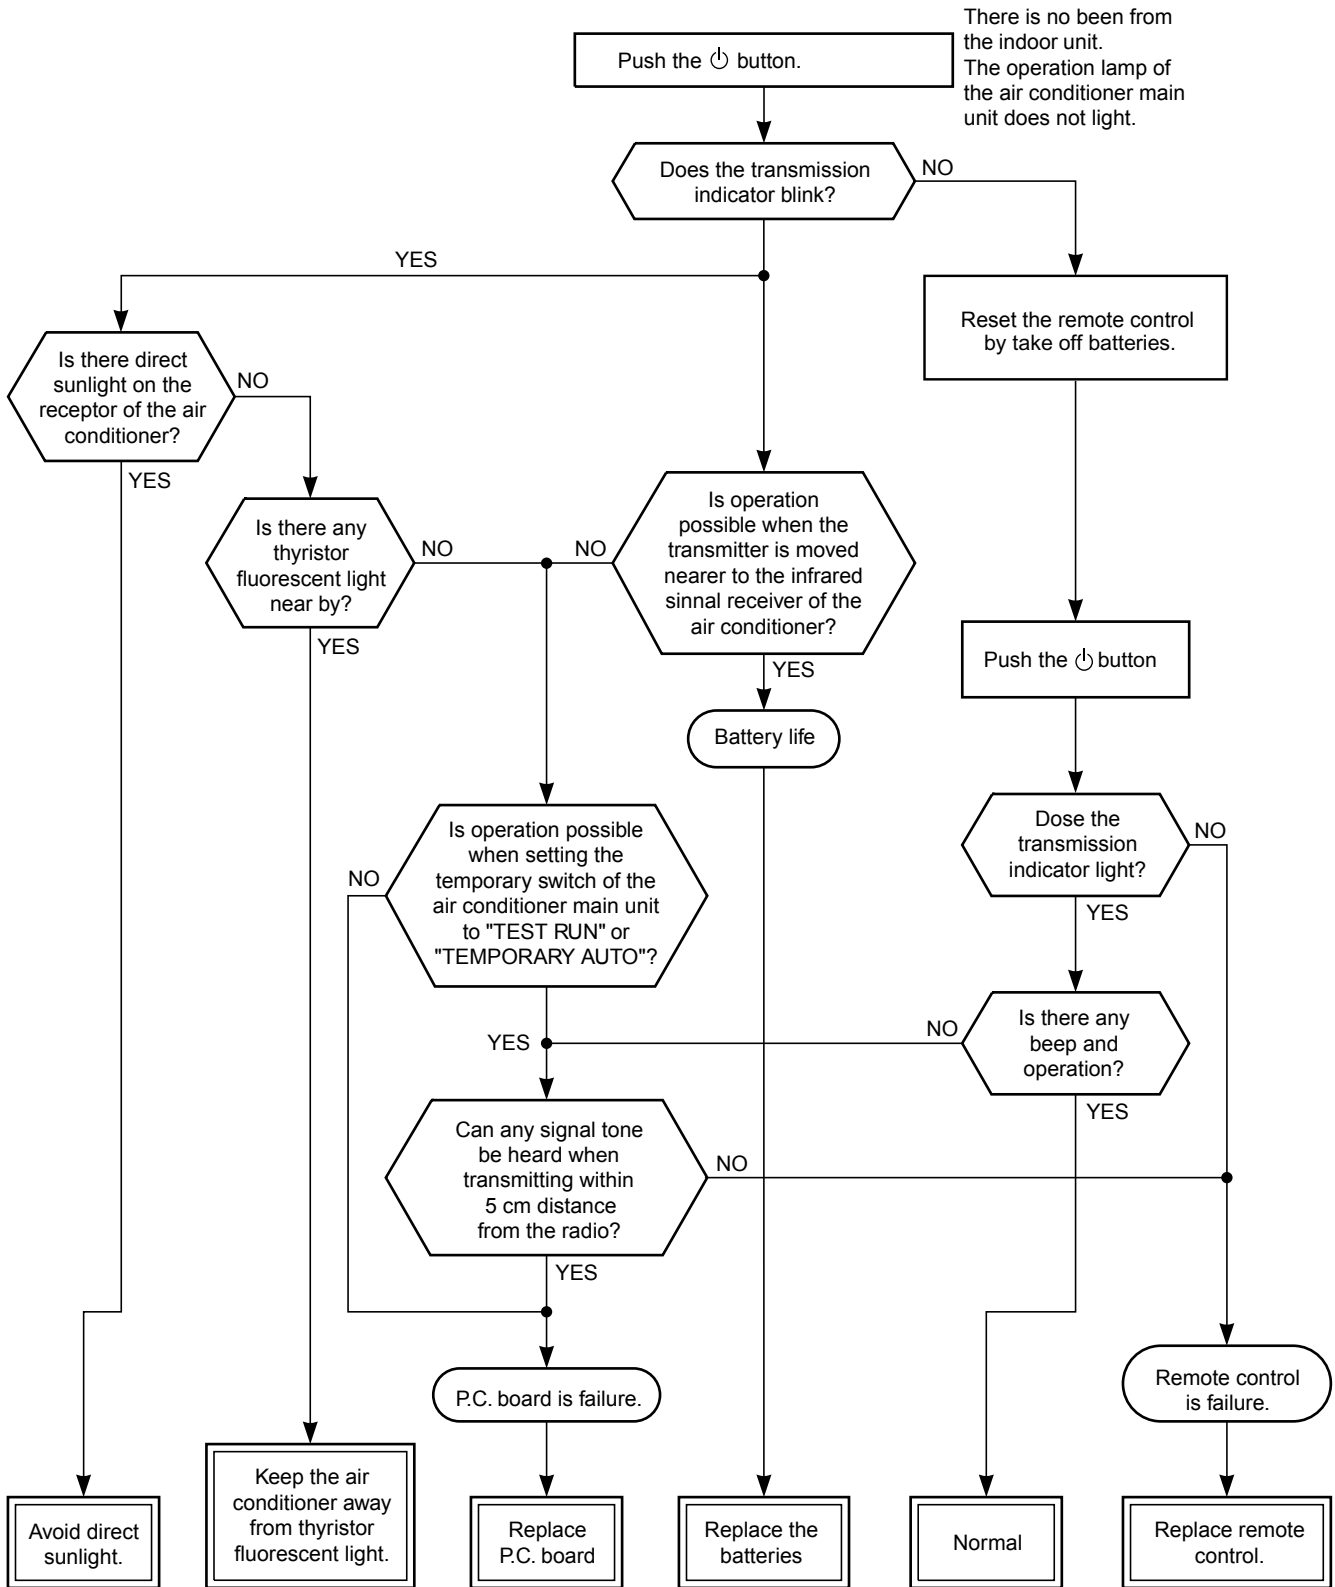 There is no been from
the indoor unit.
The operation lamp of
the air conditioner main
unit does not light.
Push the button.
Does the transmission
indicator blink?
NO
YES
Reset the remote control
by take off batteries.
Is there direct
sunlight on the
receptor of the air
conditioner?
NO
YES
Is there any
thyristor
fluorescent light
near by?
NO
YES
Is operation
possible when the
transmitter is moved
nearer to the infrared
sinnal receiver of the
air conditioner?
NO
YES
Push the button
Battery life
Is operation possible
when setting the
temporary switch of the
air conditioner main unit
to "TEST RUN" or
"TEMPORARY AUTO"?
NO
YES
Dose the
transmission
indicator light?
NO
YES
Is there any
beep and
operation?
NO
YES
Can any signal tone
be heard when
transmitting within
5 cm distance
from the radio?
NO
YES
P.C. board is failure.
Remote control
is failure.
Avoid direct
sunlight.
Keep the air
conditioner away
from thyristor
fluorescent light.
Replace
P.C. board
Replace the
batteries
Normal
Replace remote
control.